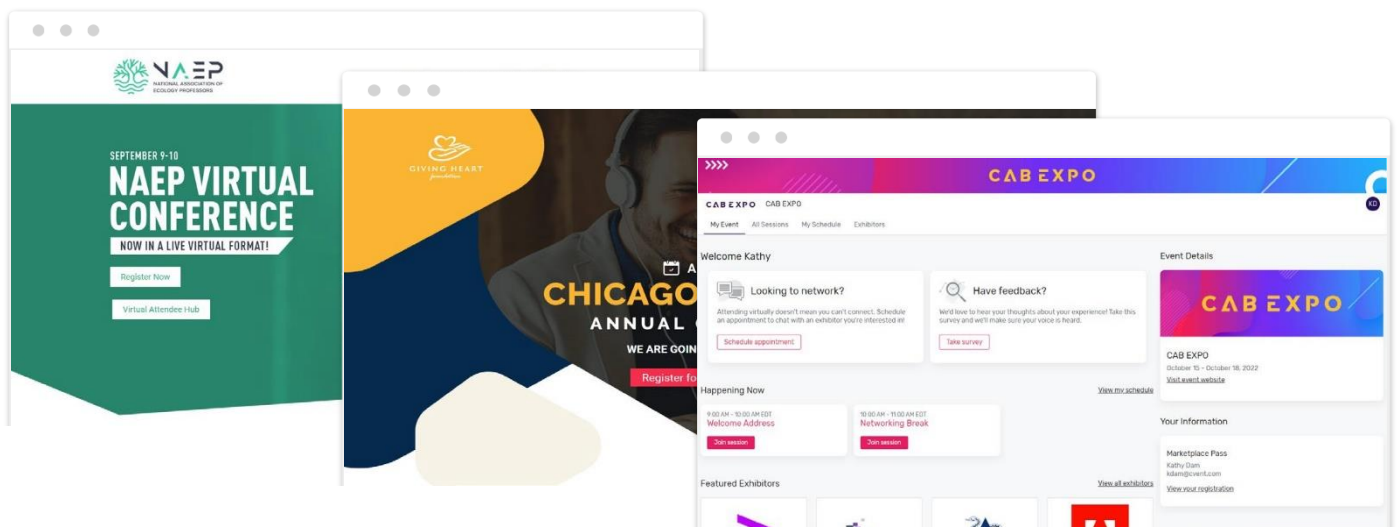 NAEP
NATIONAL ASSOCIATION OF
ECOLOGY PROFESSORS
SEPTEMBER 9-10
NAEP VIRTUAL
CONFERENCE
NOW IN A LIVE VIRTUAL FORMAT!
Register Now
Virtual Attendee Hub
GIVING HEART
foundation
A
CHICAGO
ANNUAL
WE ARE GOIN
Register fo
CAB EXPO
CAB EXPO CAB EXPO
KD
My Event All Sessions My Schedule Exhibitors
Welcome Kathy
Looking to network?
Attending virtually doesn't mean you can't connect. Schedule
an appointment to chat with an exhibitor you're interested in!
Schedule appointment
Have feedback?
We'd love to hear your thoughts about your experience! Take this
survey and we'll make sure your voice is heard.
Take survey
Happening Now
View my schedule
9:00 AM - 10:00 AM EDT
Welcome Address
Join session
10:00 AM - 11:00 AM EDT
Networking Break
Join session
Featured Exhibitors
View all exhibitors
Event Details
CAB EXPO
CAB EXPO
October 15 - October 18, 2022
Visit event website
Your Information
Marketplace Pass
Kathy Dam
kdam@cvent.com
View your registration